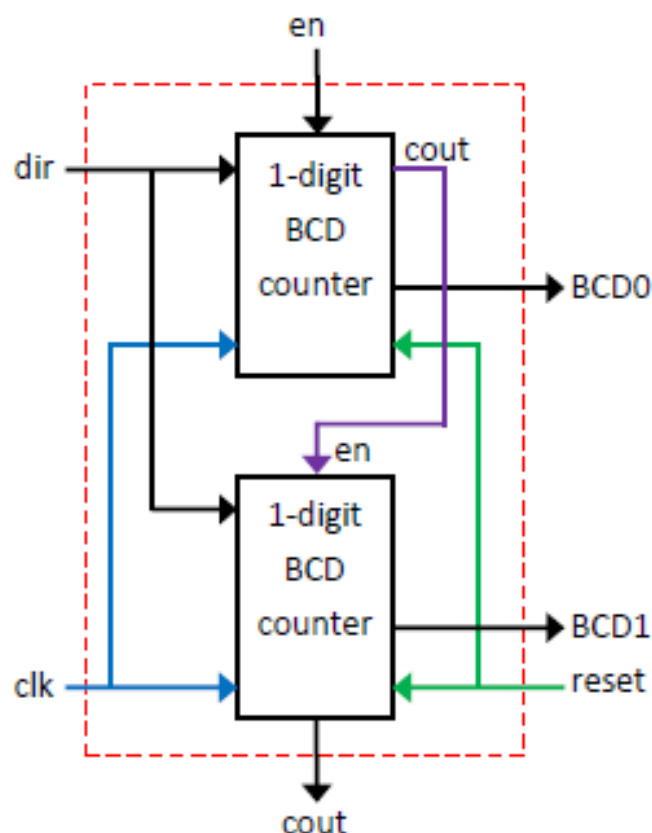 en
dir
1-digit
BCD
counter
cout
BCD0
en
1-digit
BCD
counter
BCD1
clk
reset
cout